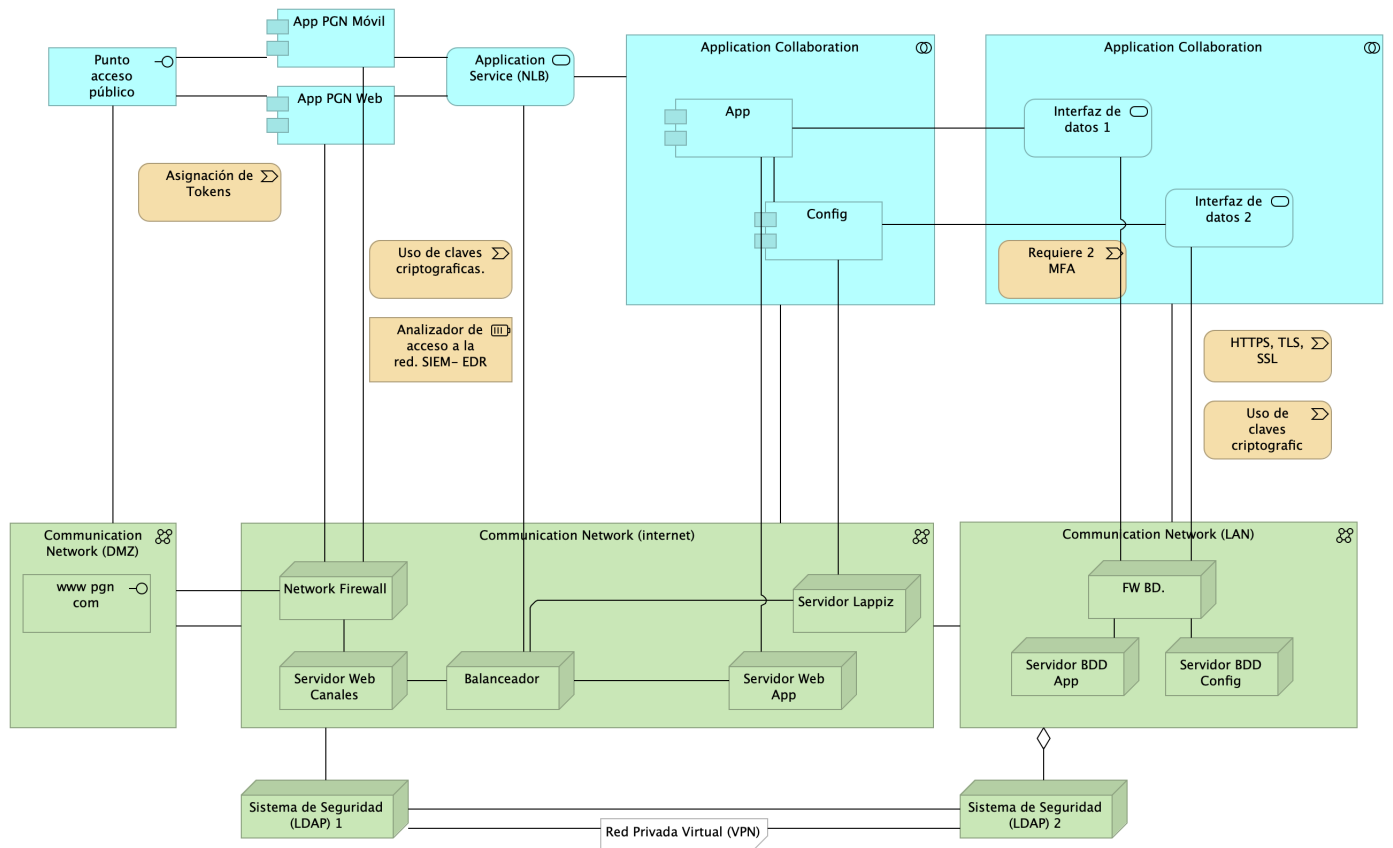 App PGN Móvil
Punto
acceso
público
Application
Service (NLB)
App PGN Web
Application Collaboration
App
Config
Application Collaboration
Interfaz de
datos 1
Interfaz de
datos 2
Asignación de
Tokens
Uso de claves
criptograficas.
Analizador de
acceso a la
red. SIEM- EDR
Requiere 2
MFA
HTTPS, TLS,
SSL
Uso de
claves
criptografic
Communication
Network (DMZ)
www pgn
com
Communication Network (internet)
Network Firewall
Servidor Lappiz
Servidor Web
Canales
Balanceador
Servidor Web
App
Communication Network (LAN)
FW BD.
Servidor BDD
App
Servidor BDD
Config
Sistema de Seguridad
(LDAP) 1
Sistema de Seguridad
(LDAP) 2
Red Privada Virtual (VPN)